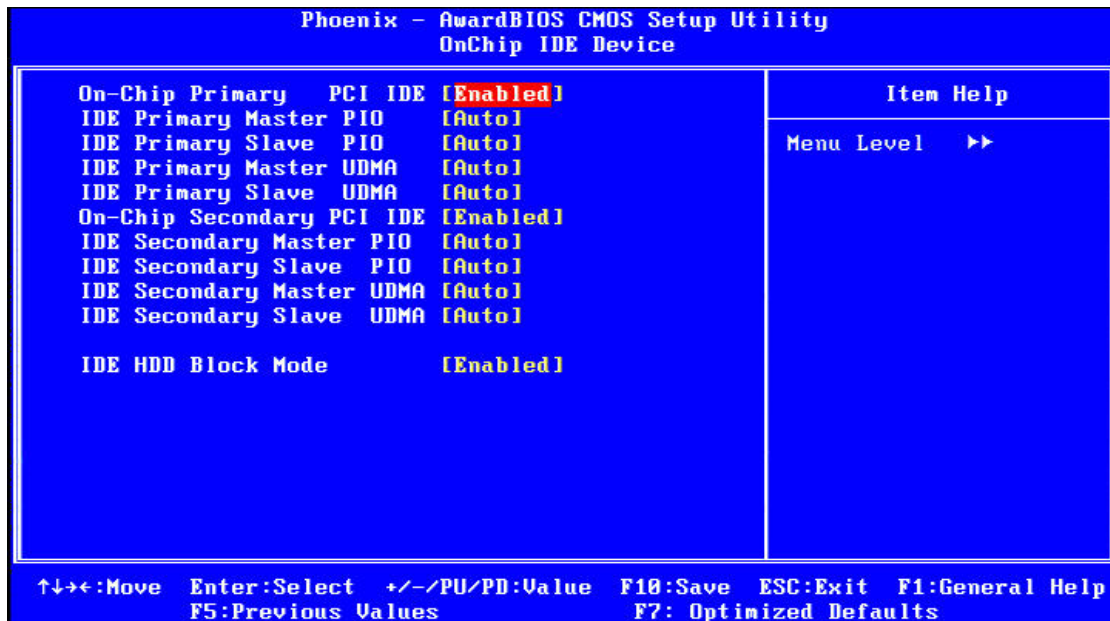 Phoenix - AwardBIOS CMOS Setup Utility
OnChip IDE Device
On-Chip Primary PCI IDE [Enabled]
IDE Primary Master PIO [Auto]
IDE Primary Slave PIO [Auto]
IDE Primary Master UDMA [Auto]
IDE Primary Slave UDMA [Auto]
On-Chip Secondary PCI IDE [Enabled]
IDE Secondary Master PIO [Auto]
IDE Secondary Slave PIO [Auto]
IDE Secondary Master UDMA [Auto]
IDE Secondary Slave UDMA [Auto]
IDE HDD Block Mode [Enabled]
Item Help
Menu Level ▸▸
↑↓→←:Move Enter:Select +/-/PU/PD:Value F10:Save ESC:Exit F1:General Help
F5:Previous Values F7: Optimized Defaults